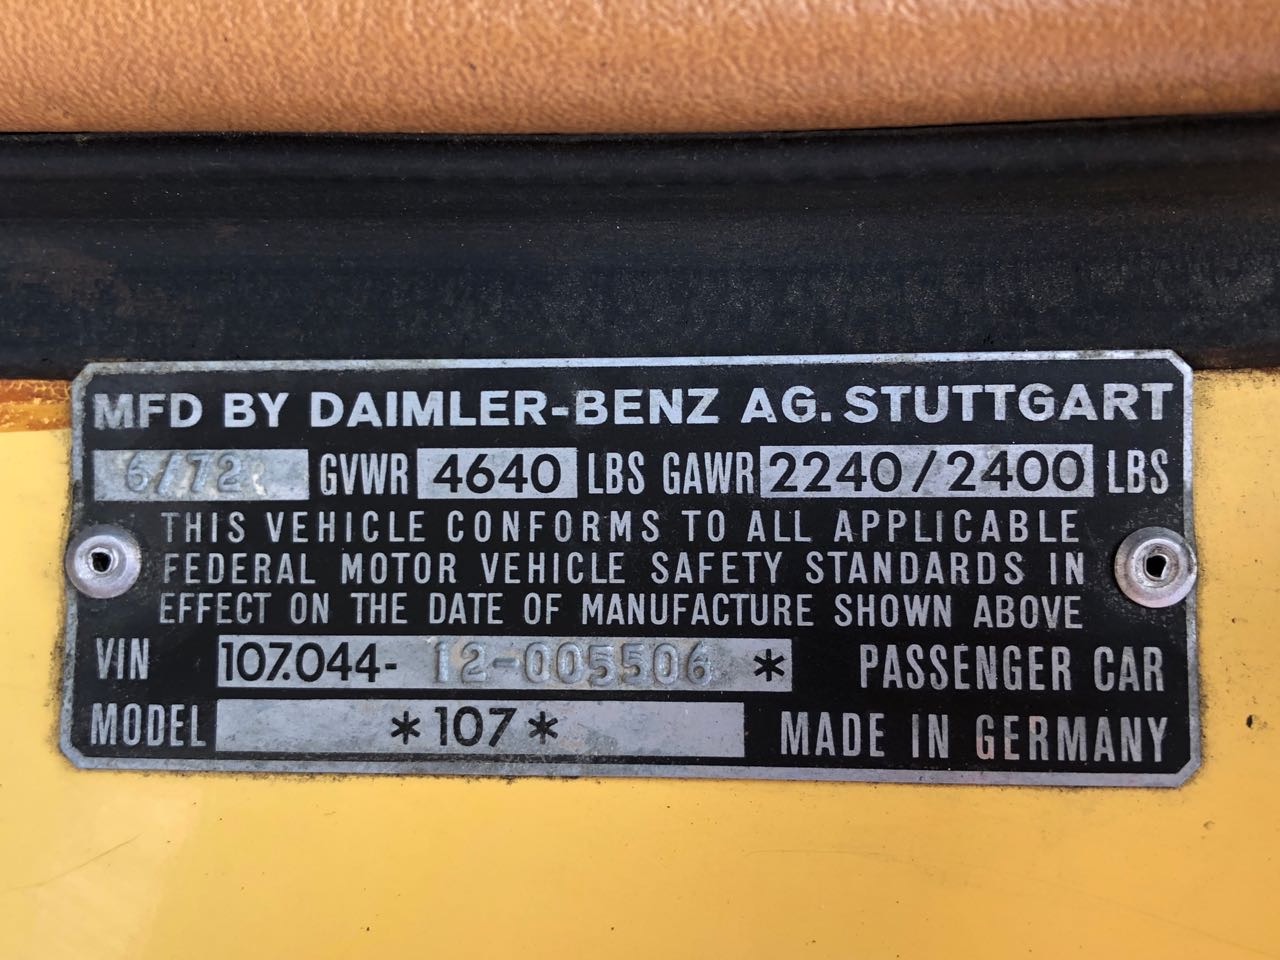 MFD BY DAIMLER-BENZ AG. STUTTGART
6/72 GVWR 4640 LBS GAWR 2240/2400 LBS
THIS VEHICLE CONFORMS TO ALL APPLICABLE
FEDERAL MOTOR VEHICLE SAFETY STANDARDS IN
EFFECT ON THE DATE OF MANUFACTURE SHOWN ABOVE
VIN 107.044- 12-005506 * PASSENGER CAR
MODEL *107* MADE IN GERMANY